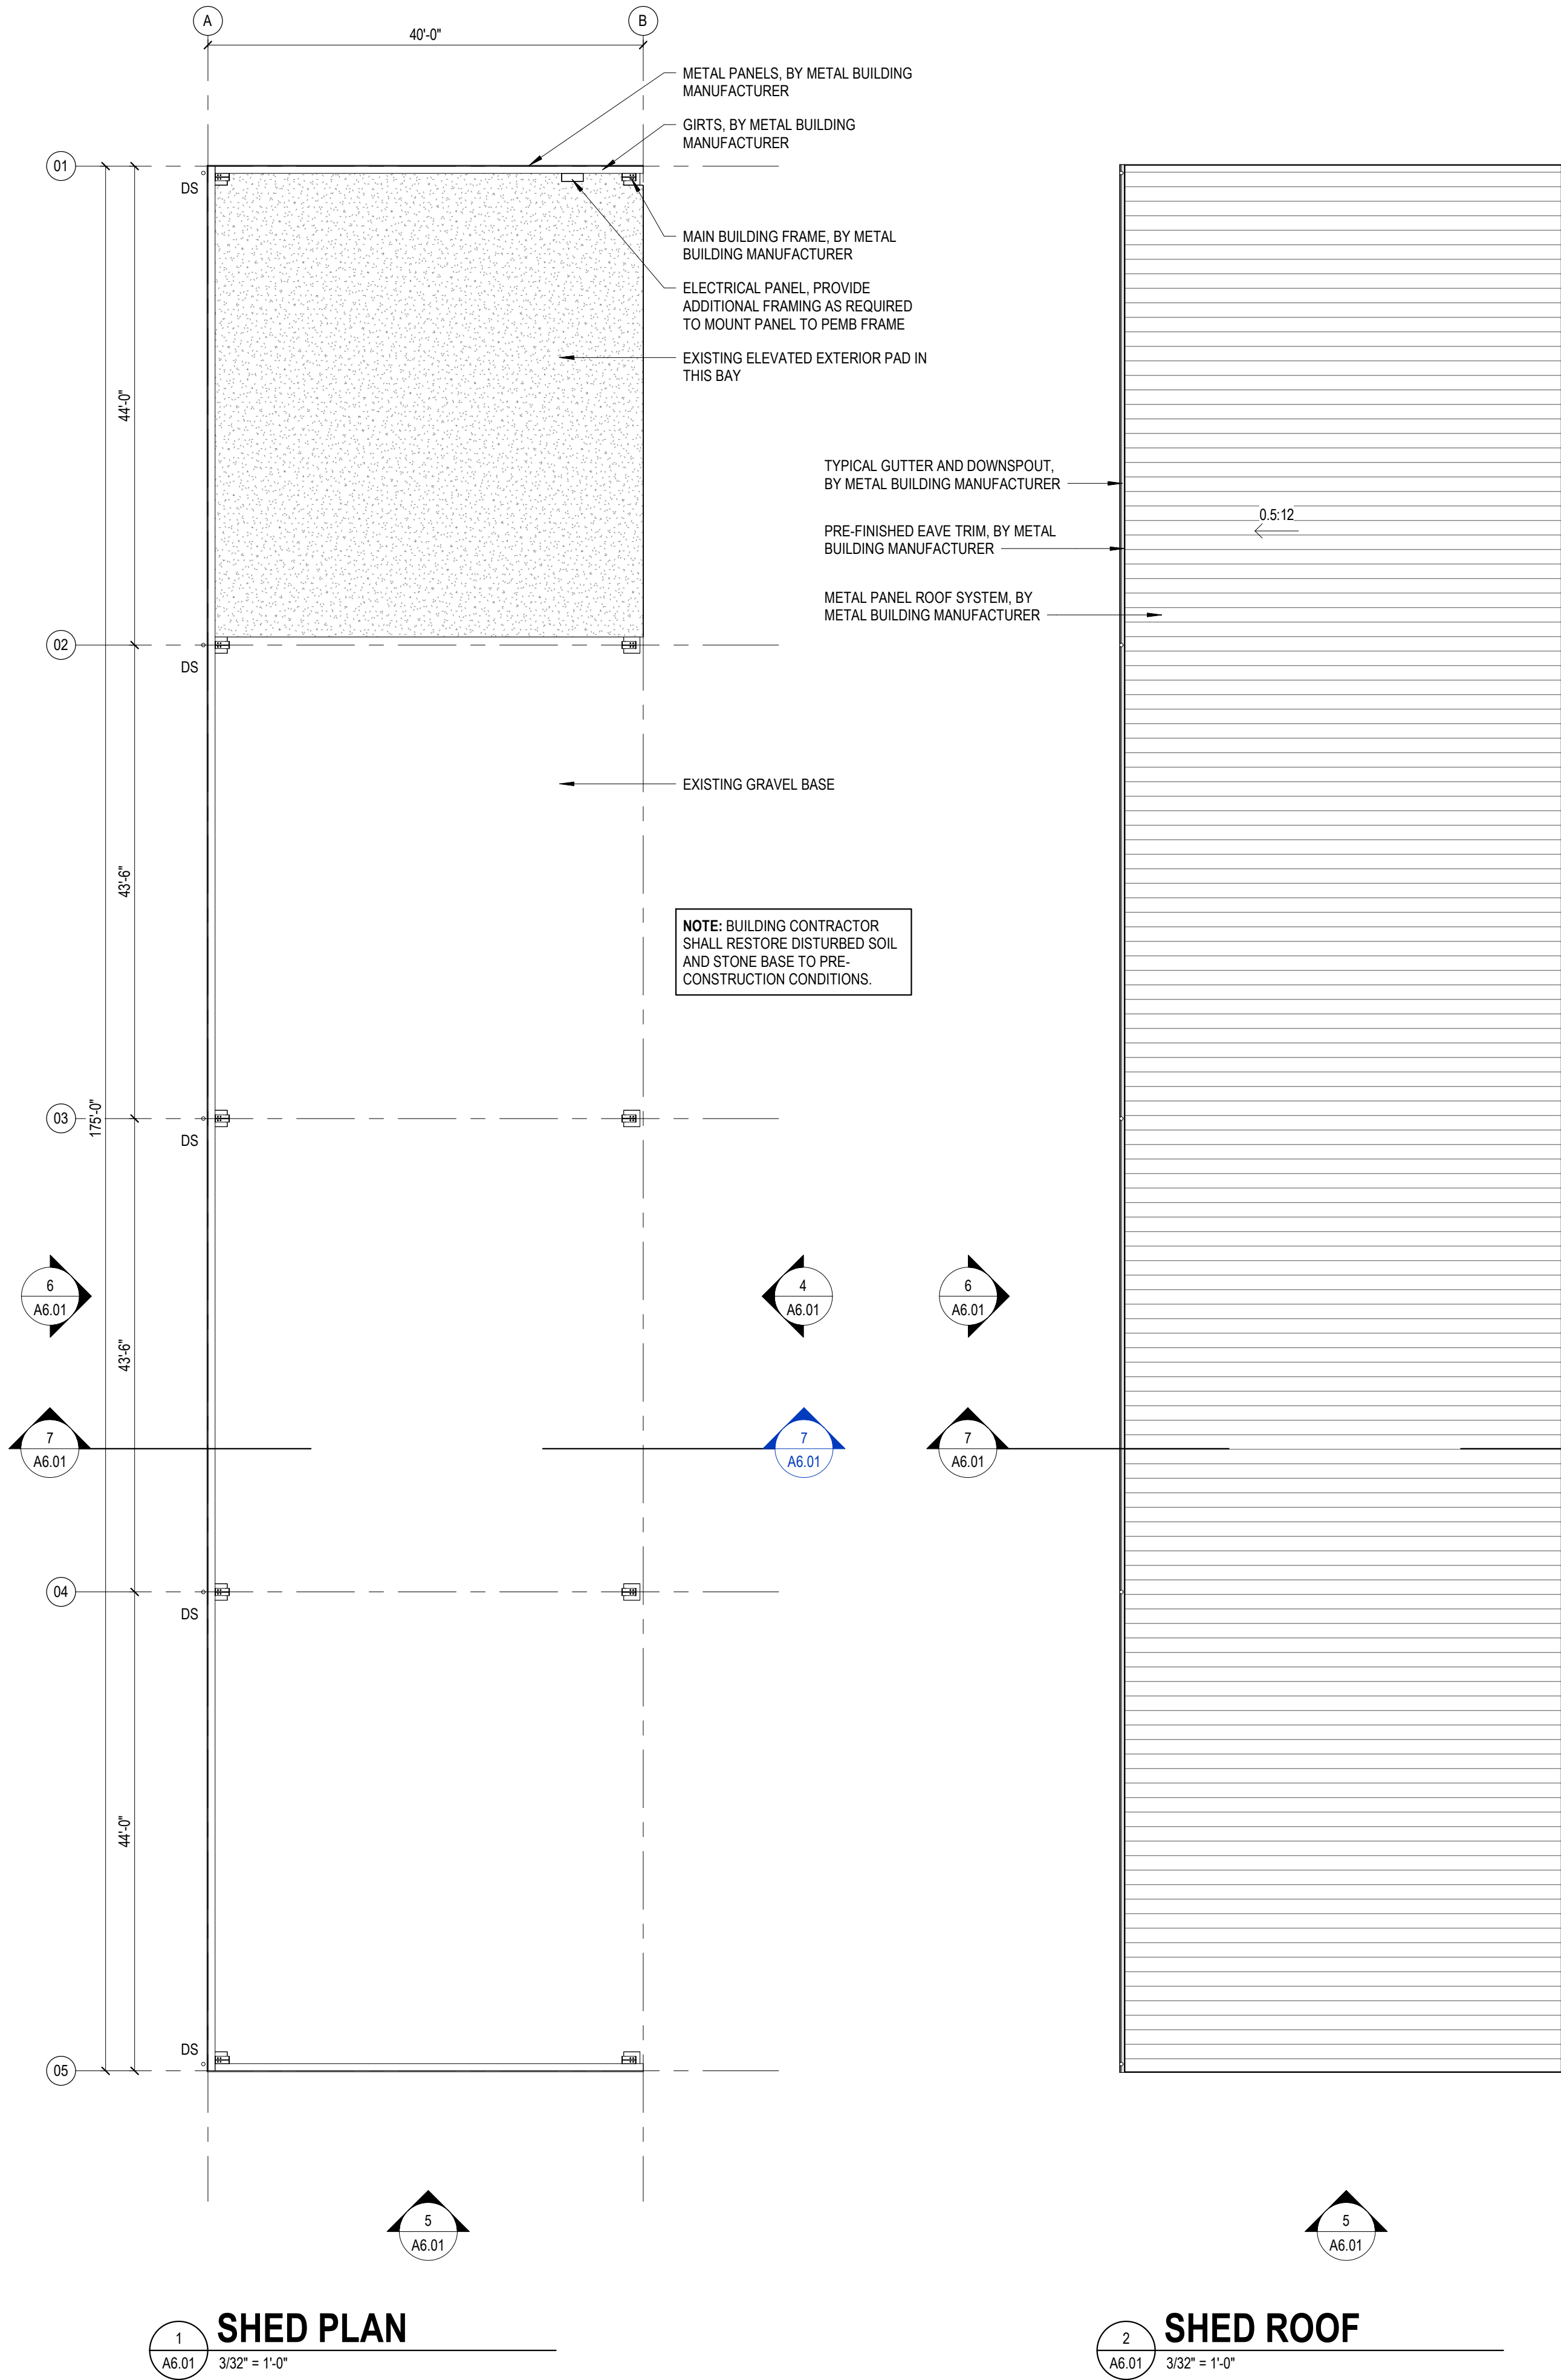 A
B
40'-0"
METAL PANELS, BY METAL BUILDING
MANUFACTURER
GIRTS, BY METAL BUILDING
MANUFACTURER
01
DS
MAIN BUILDING FRAME, BY METAL
BUILDING MANUFACTURER
ELECTRICAL PANEL, PROVIDE
ADDITIONAL FRAMING AS REQUIRED
TO MOUNT PANEL TO PEMB FRAME
EXISTING ELEVATED EXTERIOR PAD IN
THIS BAY
44'-0"
TYPICAL GUTTER AND DOWNSPOUT,
BY METAL BUILDING MANUFACTURER
0.5:12
PRE-FINISHED EAVE TRIM, BY METAL
BUILDING MANUFACTURER
METAL PANEL ROOF SYSTEM, BY
METAL BUILDING MANUFACTURER
02
DS
EXISTING GRAVEL BASE
43'-6"
NOTE: BUILDING CONTRACTOR
SHALL RESTORE DISTURBED SOIL
AND STONE BASE TO PRE-
CONSTRUCTION CONDITIONS.
03
175'-0"
DS
6
A6.01
4
A6.01
6
A6.01
43'-6"
7
A6.01
7
A6.01
7
A6.01
04
DS
44'-0"
DS
05
5
A6.01
5
A6.01
1
A6.01
SHED PLAN
3/32" = 1'-0"
2
A6.01
SHED ROOF
3/32" = 1'-0"